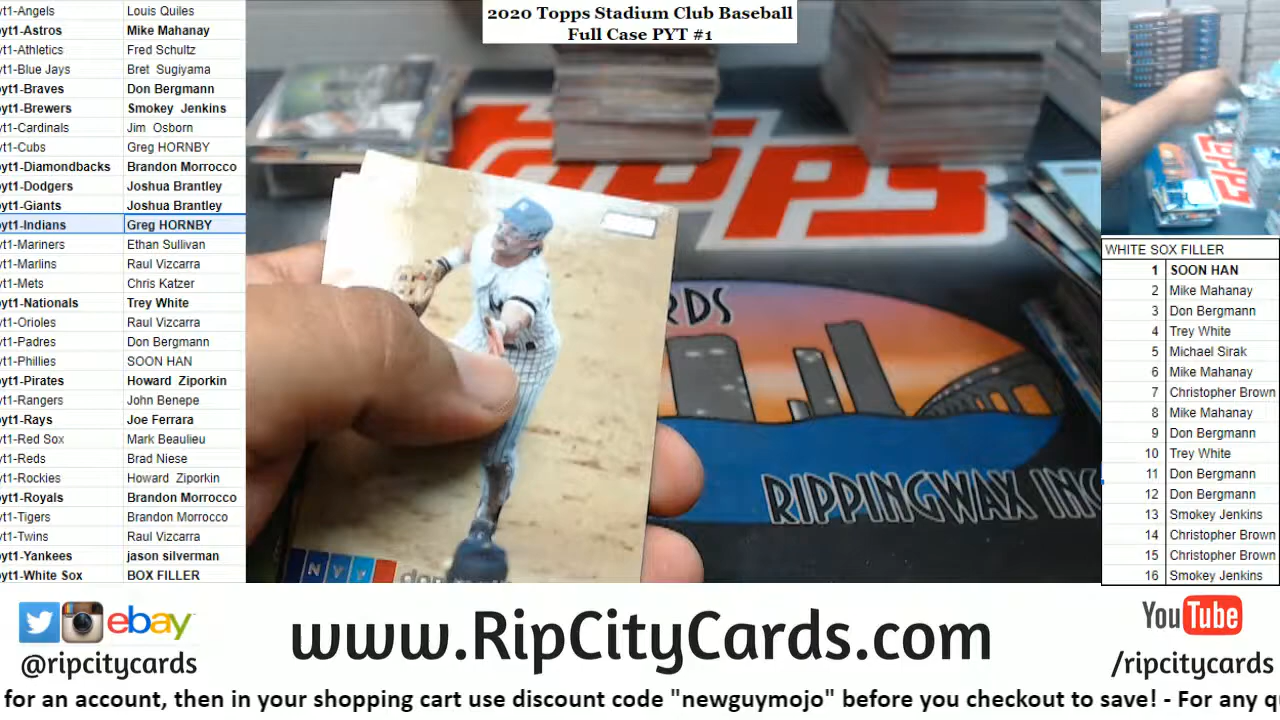 2020 Topps Stadium Club Baseball
Full Case PYT #1
yt1-Angels Louis Quiles
yt1-Astros Mike Mahanay
yt1-Athletics Fred Schultz
yt1-Blue Jays Bret Sugiyama
yt1-Braves Don Bergmann
yt1-Brewers Smokey Jenkins
yt1-Cardinals Jim Osborn
yt1-Cubs Greg HORNBY
yt1-Diamondbacks Brandon Morrocco
yt1-Dodgers Joshua Brantley
yt1-Giants Joshua Brantley
yt1-Indians Greg HORNBY
yt1-Mariners Ethan Sullivan
yt1-Marlins Raul Vizcarra
yt1-Mets Chris Katzer
yt1-Nationals Trey White
yt1-Orioles Raul Vizcarra
yt1-Padres Don Bergmann
yt1-Phillies SOON HAN
yt1-Pirates Howard Ziporkin
yt1-Rangers John Benepe
yt1-Rays Joe Ferrara
yt1-Red Sox Mark Beaulieu
yt1-Reds Brad Niese
yt1-Rockies Howard Ziporkin
yt1-Royals Brandon Morrocco
yt1-Tigers Brandon Morrocco
yt1-Twins Raul Vizcarra
yt1-Yankees jason silverman
yt1-White Sox BOX FILLER
TOPPS
RDS
RIPPINGWAX INC
NYY don
WHITE SOX FILLER
1 SOON HAN
2 Mike Mahanay
3 Don Bergmann
4 Trey White
5 Michael Sirak
6 Mike Mahanay
7 Christopher Brown
8 Mike Mahanay
9 Don Bergmann
10 Trey White
11 Don Bergmann
12 Don Bergmann
13 Smokey Jenkins
14 Christopher Brown
15 Christopher Brown
16 Smokey Jenkins
ebay
@ripcitycards
www.RipCityCards.com
YouTube
/ripcitycards
for an account, then in your shopping cart use discount code "newguymojo" before you checkout to save! - For any q